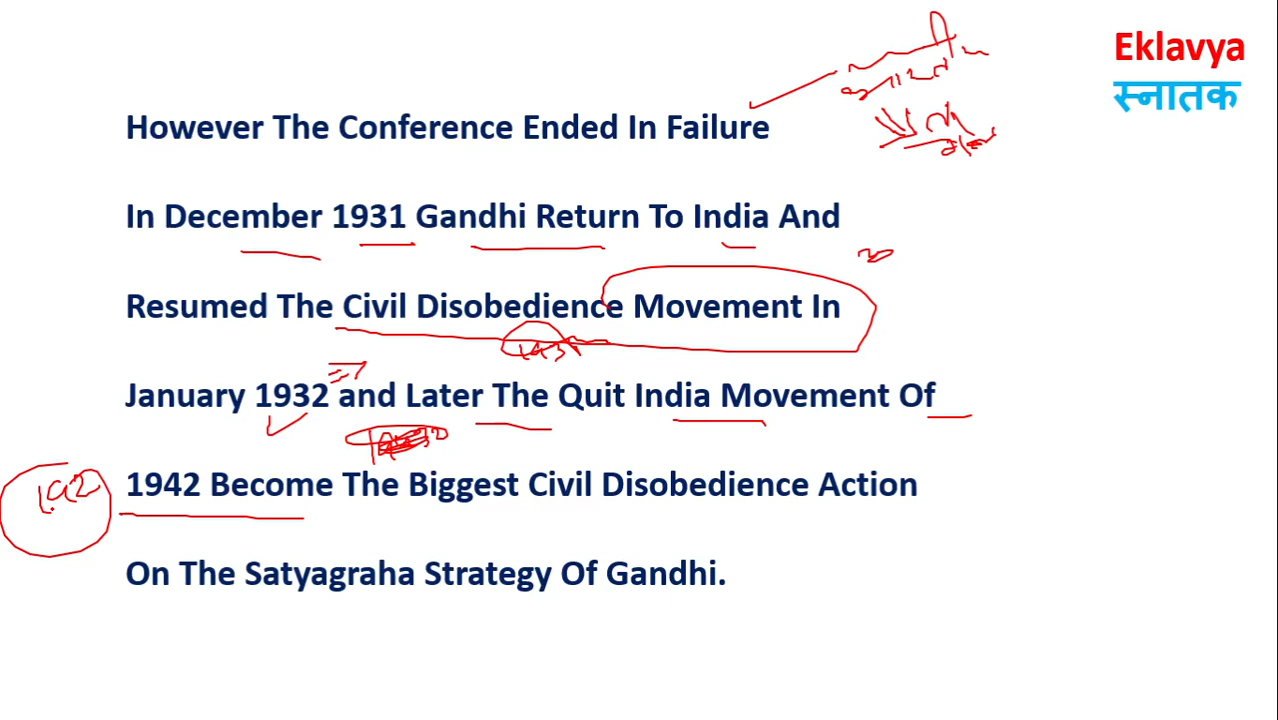 Eklavya
स्नातक
However The Conference Ended In Failure
In December 1931 Gandhi Return To India And
Resumed The Civil Disobedience Movement In
January 1932 and Later The Quit India Movement Of
1942 Become The Biggest Civil Disobedience Action
On The Satyagraha Strategy Of Gandhi.